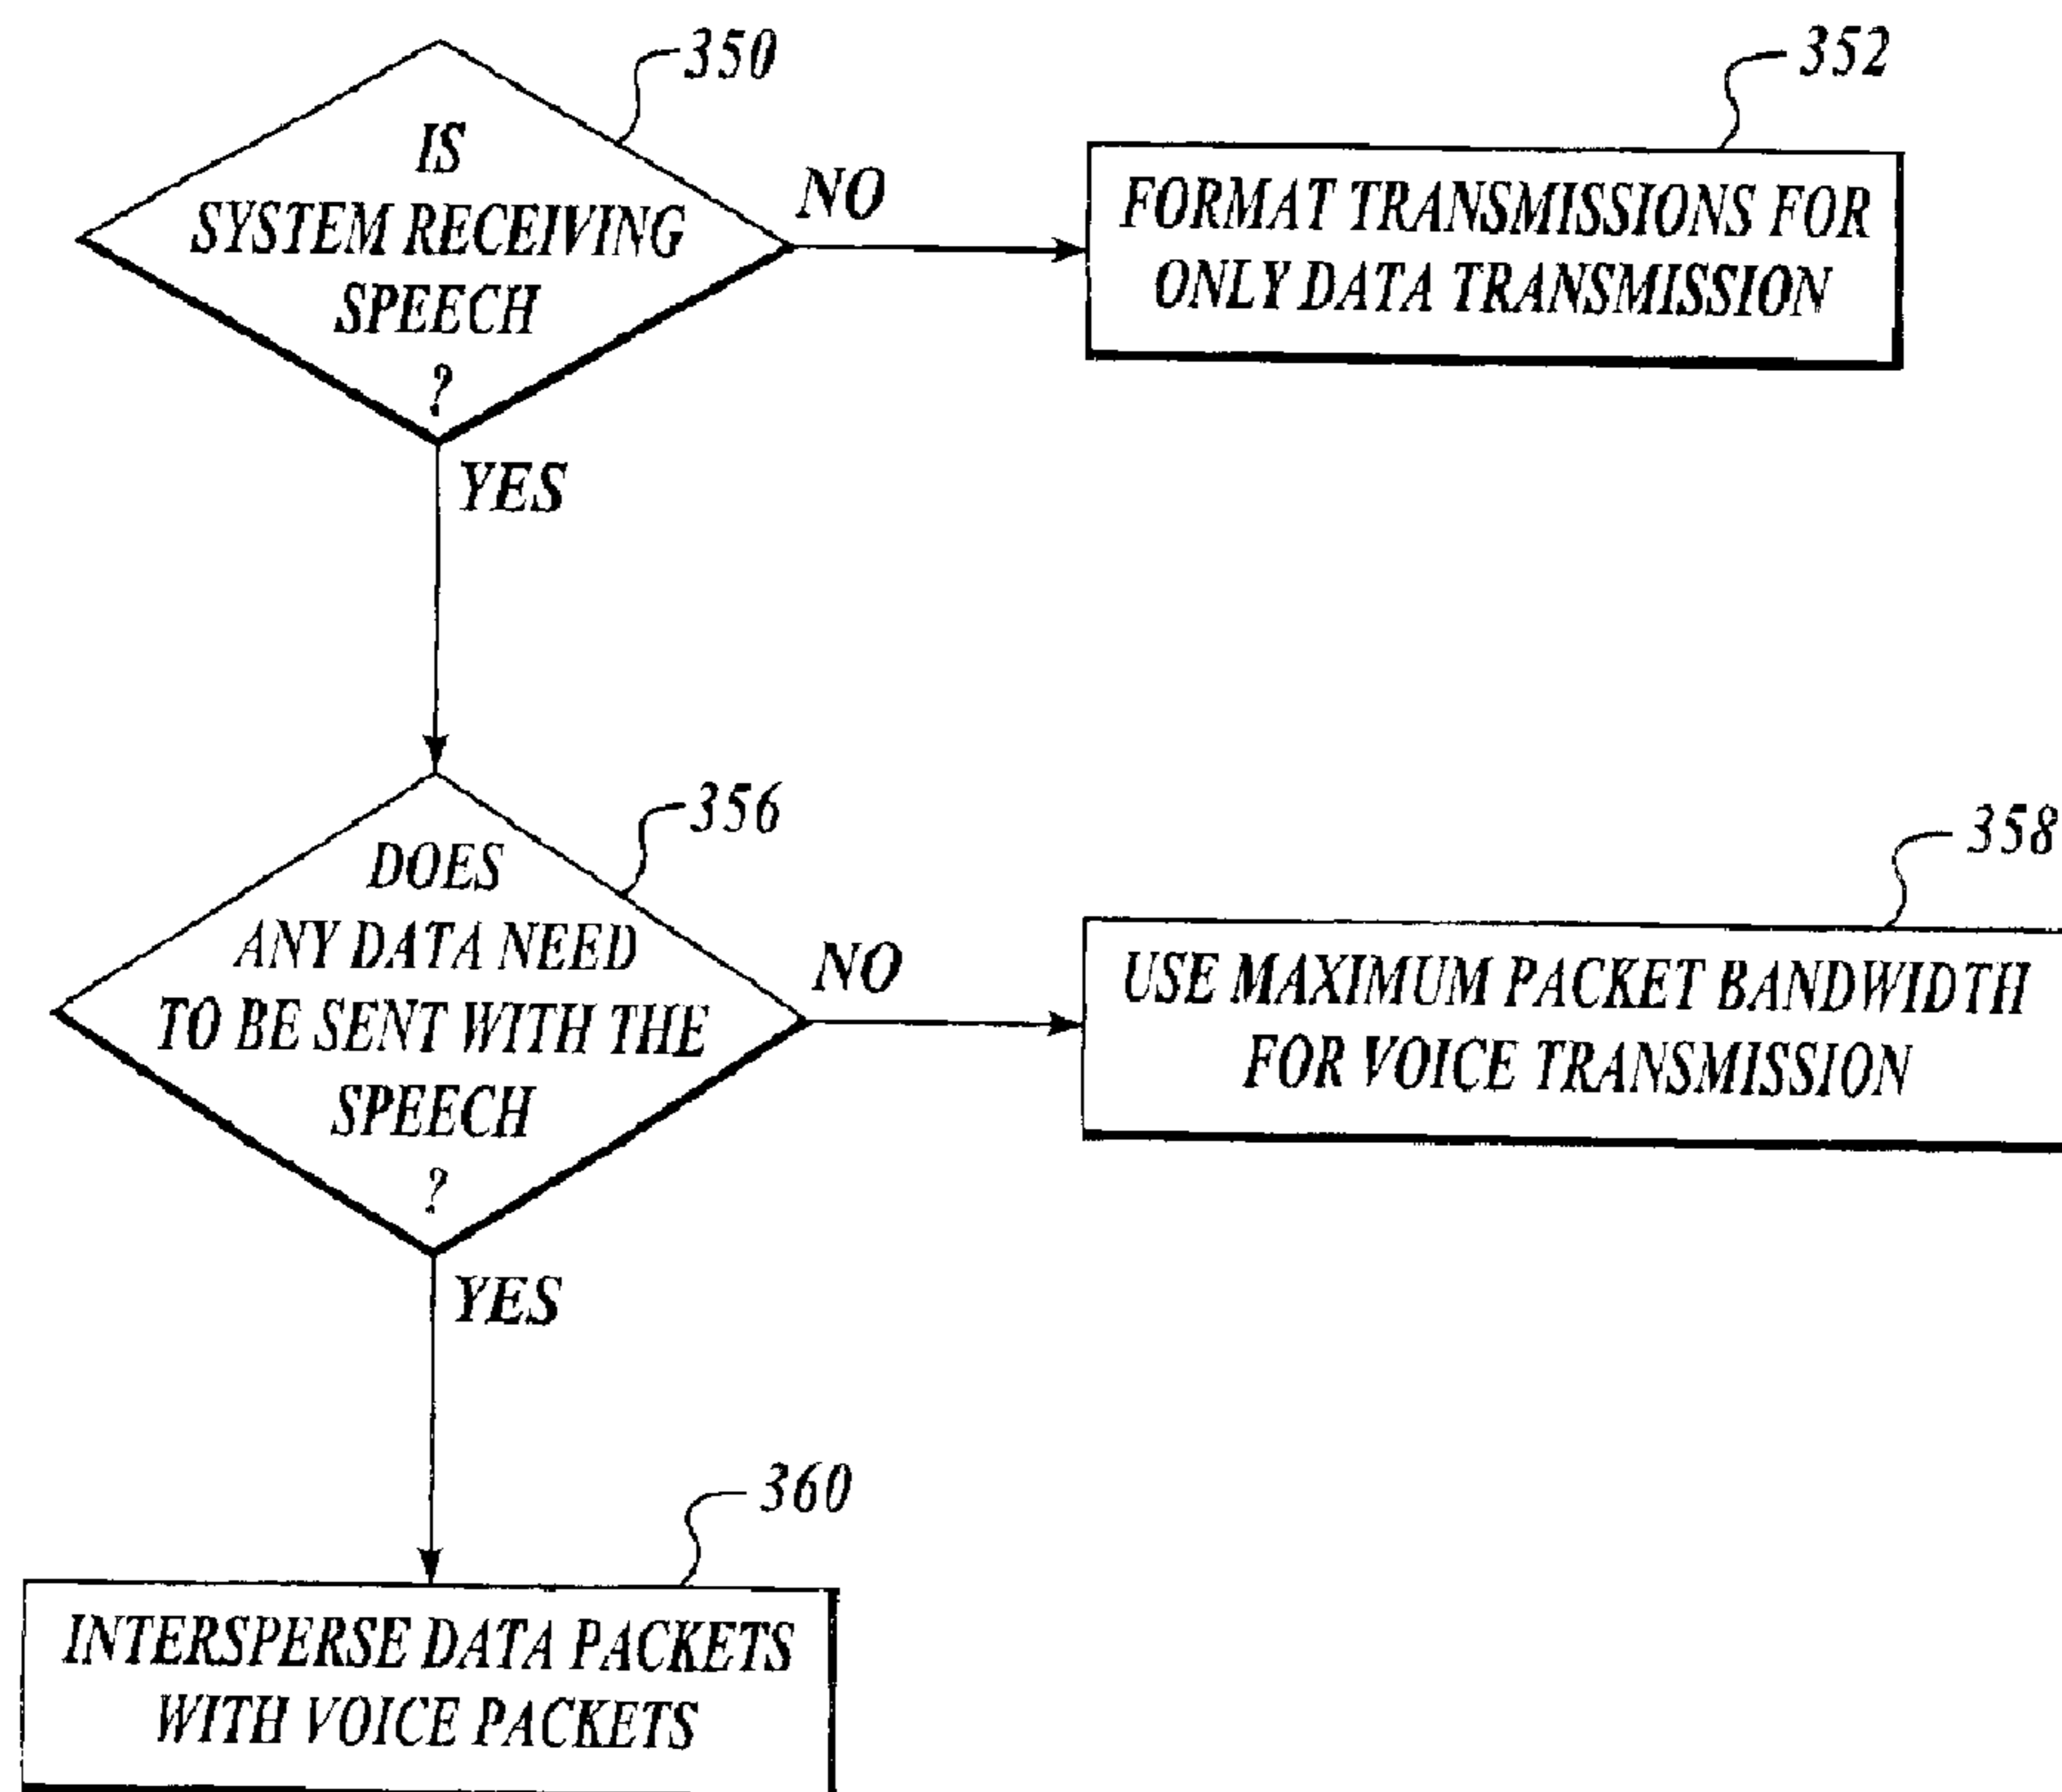 350
IS
SYSTEM RECEIVING
SPEECH
?
NO
352
FORMAT TRANSMISSIONS FOR
ONLY DATA TRANSMISSION
YES
356
DOES
ANY DATA NEED
TO BE SENT WITH THE
SPEECH
?
NO
358
USE MAXIMUM PACKET BANDWIDTH
FOR VOICE TRANSMISSION
YES
360
INTERSPERSE DATA PACKETS
WITH VOICE PACKETS